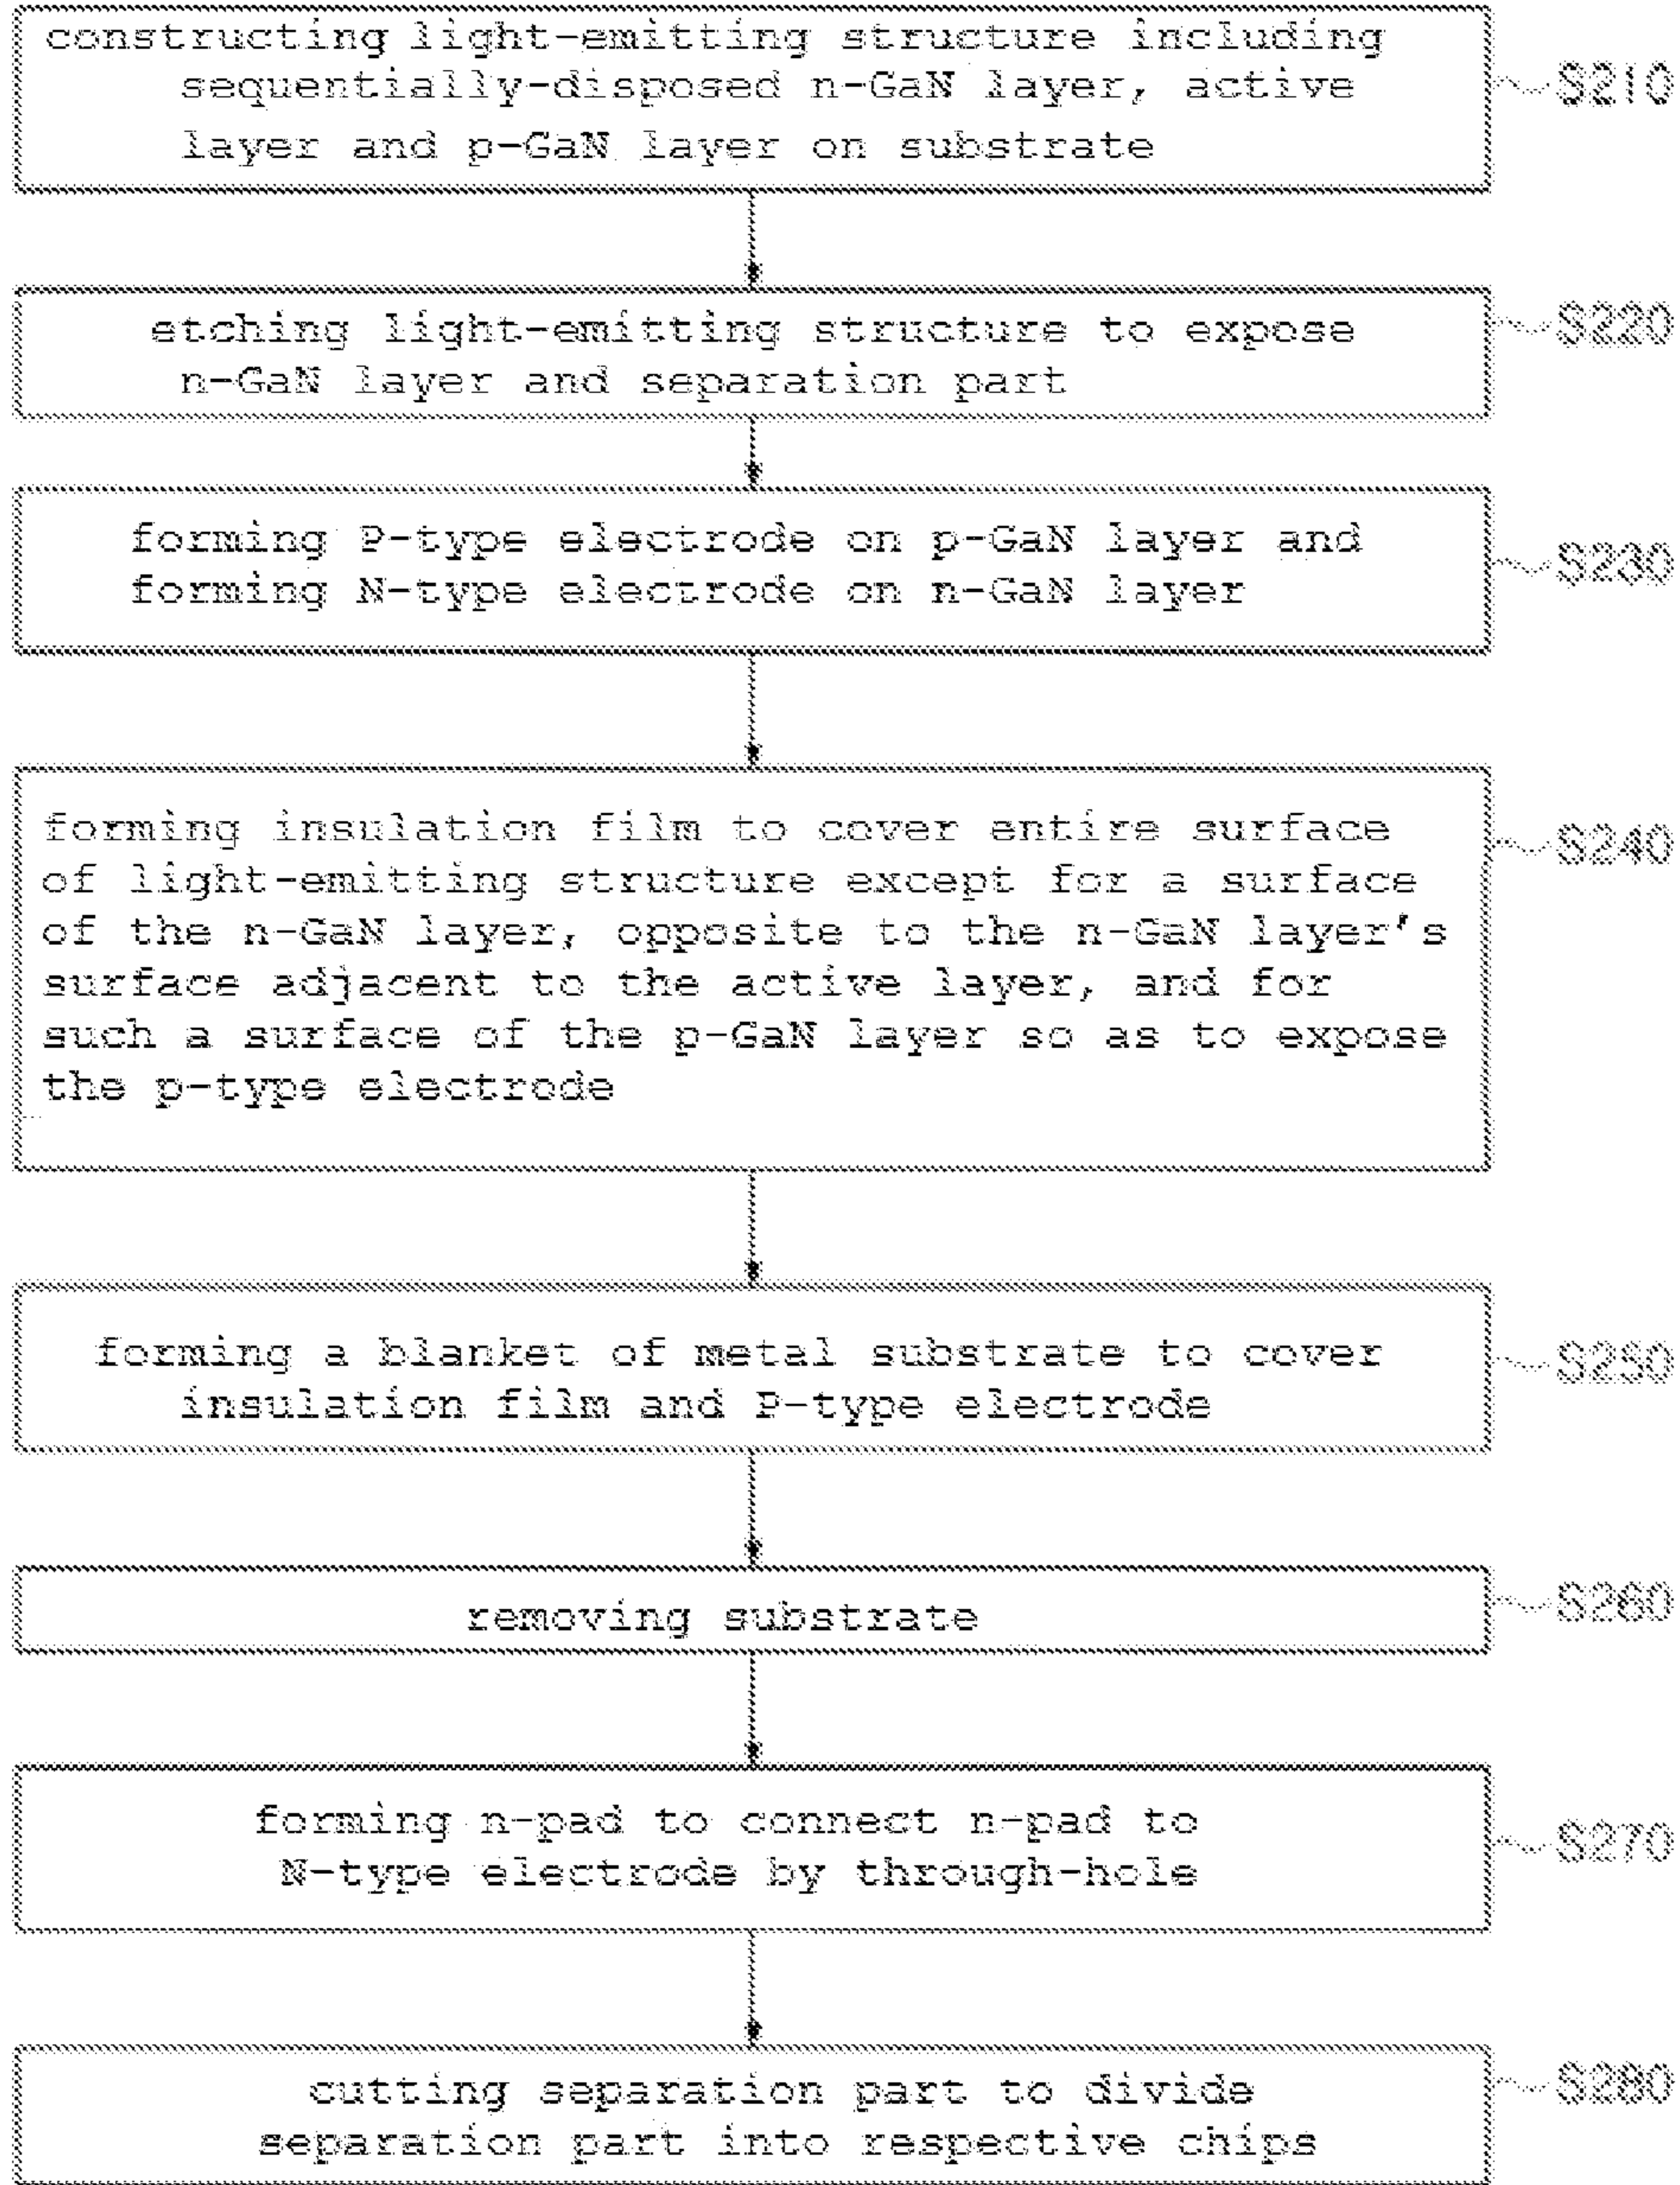 constructing light-emitting structure including
sequentially-disposed n-GaN layer, active
layer and p-GaN layer on substrate
S210
etching light-emitting structure to expose
n-GaN layer and separation part
S220
forming P-type electrode on p-GaN layer and
forming N-type electrode on n-GaN layer
S230
forming insulation film to cover entire surface
of light-emitting structure except for a surface
of the n-GaN layer, opposite to the n-GaN layer's
surface adjacent to the active layer, and for
such a surface of the p-GaN layer so as to expose
the p-type electrode
S240
forming a blanket of metal substrate to cover
insulation film and P-type electrode
S250
removing substrate
S260
forming n-pad to connect n-pad to
N-type electrode by through-hole
S270
cutting separation part to divide
separation part into respective chips
S280